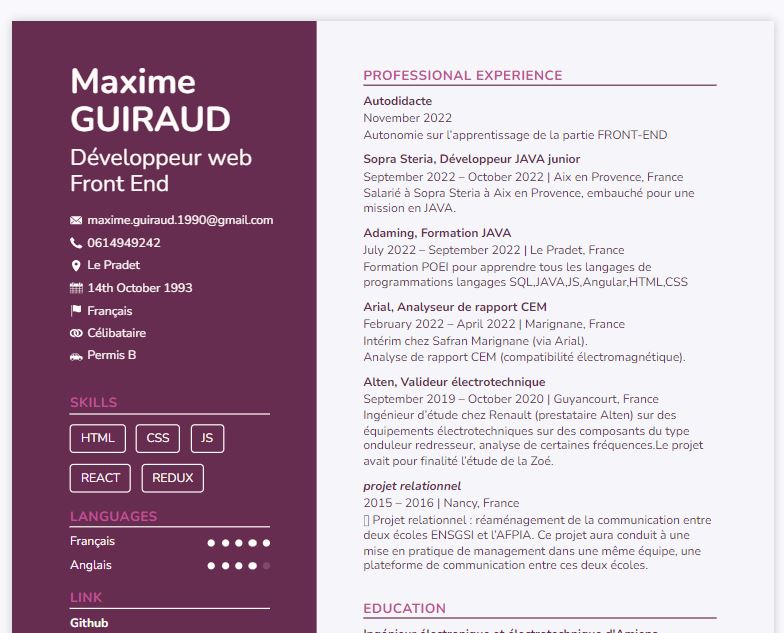 Maxime
GUIRAUD
Développeur web
Front End
maxime.guiraud.1990@gmail.com
0614949242
Le Pradet
14th October 1993
Français
Célibataire
Permis B
SKILLS
HTML
CSS
JS
REACT
REDUX
LANGUAGES
Français
Anglais
LINK
Github
PROFESSIONAL EXPERIENCE
Autodidacte
November 2022
Autonomie sur l'apprentissage de la partie FRONT-END
Sopra Steria, Développeur JAVA junior
September 2022 – October 2022 | Aix en Provence, France
Salarié à Sopra Steria à Aix en Provence, embauché pour une
mission en JAVA.
Adaming, Formation JAVA
July 2022 – September 2022 | Le Pradet, France
Formation POEI pour apprendre tous les langages de
programmations langages SQL,JAVA,JS,Angular,HTML,CSS
Arial, Analyseur de rapport CEM
February 2022 – April 2022 | Marignane, France
Intérim chez Safran Marignane (via Arial).
Analyse de rapport CEM (compatibilité électromagnétique).
Alten, Valideur électrotechnique
September 2019 – October 2020 | Guyancourt, France
Ingénieur d'étude chez Renault (prestataire Alten) sur des
équipements électrotechniques sur des composants du type
onduleur redresseur, analyse de certaines fréquences.Le projet
avait pour finalité l'étude de la Zoé.
projet relationnel
2015 – 2016 | Nancy, France
▯ Projet relationnel : réaménagement de la communication entre
deux écoles ENSGSI et l'AFPIA. Ce projet aura conduit à une
mise en pratique de management dans une même équipe, une
plateforme de communication entre ces deux écoles.
EDUCATION
Ingénieur électronique et électrotechnique d'Amiens